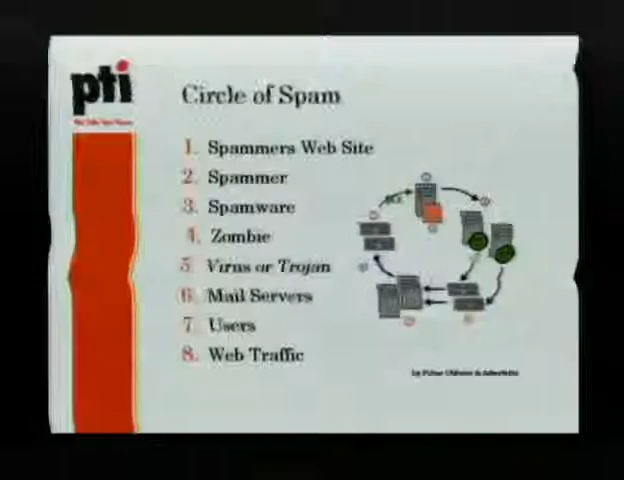 pti
Circle of Spam
1. Spammers Web Site
2. Spammer
3. Spamware
4. Zombie
5. Virus or Trojan
6. Mail Servers
7. Users
8. Web Traffic